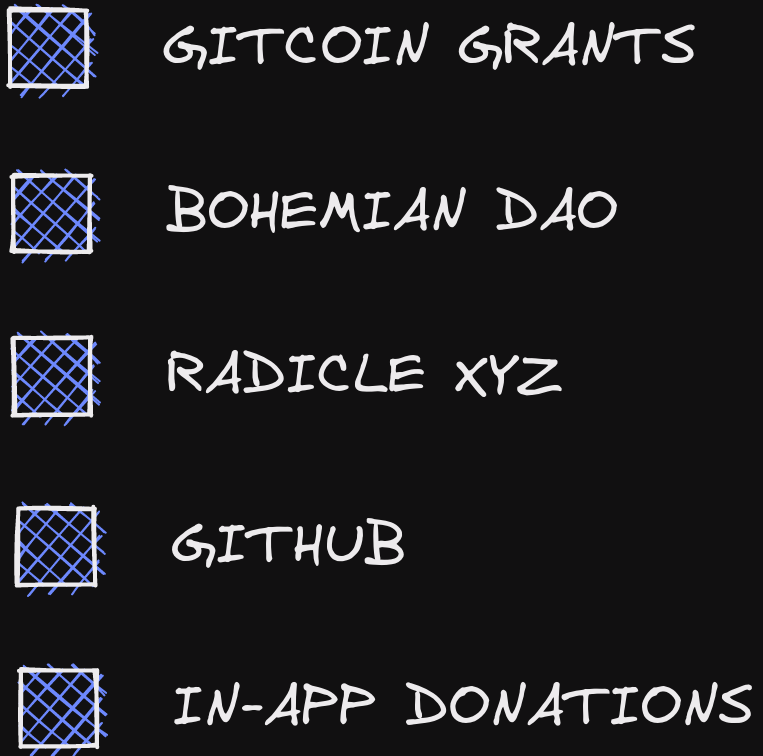 GITCOIN GRANTS
BOHEMIAN DAO
RADICLE XYZ
GITHUB
IN-APP DONATIONS